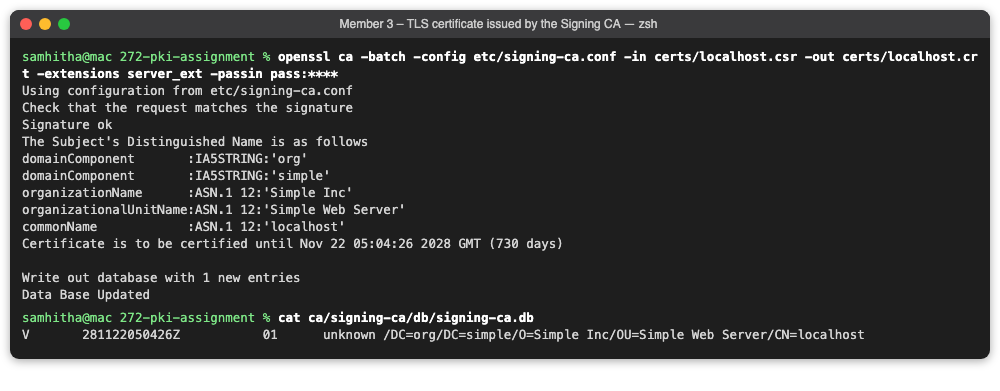 Member 3 – TLS certificate issued by the Signing CA — zsh
samhitha@mac 272-pki-assignment % openssl ca -batch -config etc/signing-ca.conf -in certs/localhost.csr -out certs/localhost.cr
t -extensions server_ext -passin pass:****
Using configuration from etc/signing-ca.conf
Check that the request matches the signature
Signature ok
The Subject's Distinguished Name is as follows
domainComponent       :IA5STRING:'org'
domainComponent       :IA5STRING:'simple'
organizationName      :ASN.1 12:'Simple Inc'
organizationalUnitName:ASN.1 12:'Simple Web Server'
commonName            :ASN.1 12:'localhost'
Certificate is to be certified until Nov 22 05:04:26 2028 GMT (730 days)
Write out database with 1 new entries
Data Base Updated
samhitha@mac 272-pki-assignment % cat ca/signing-ca/db/signing-ca.db
V       281122050426Z           01      unknown /DC=org/DC=simple/O=Simple Inc/OU=Simple Web Server/CN=localhost